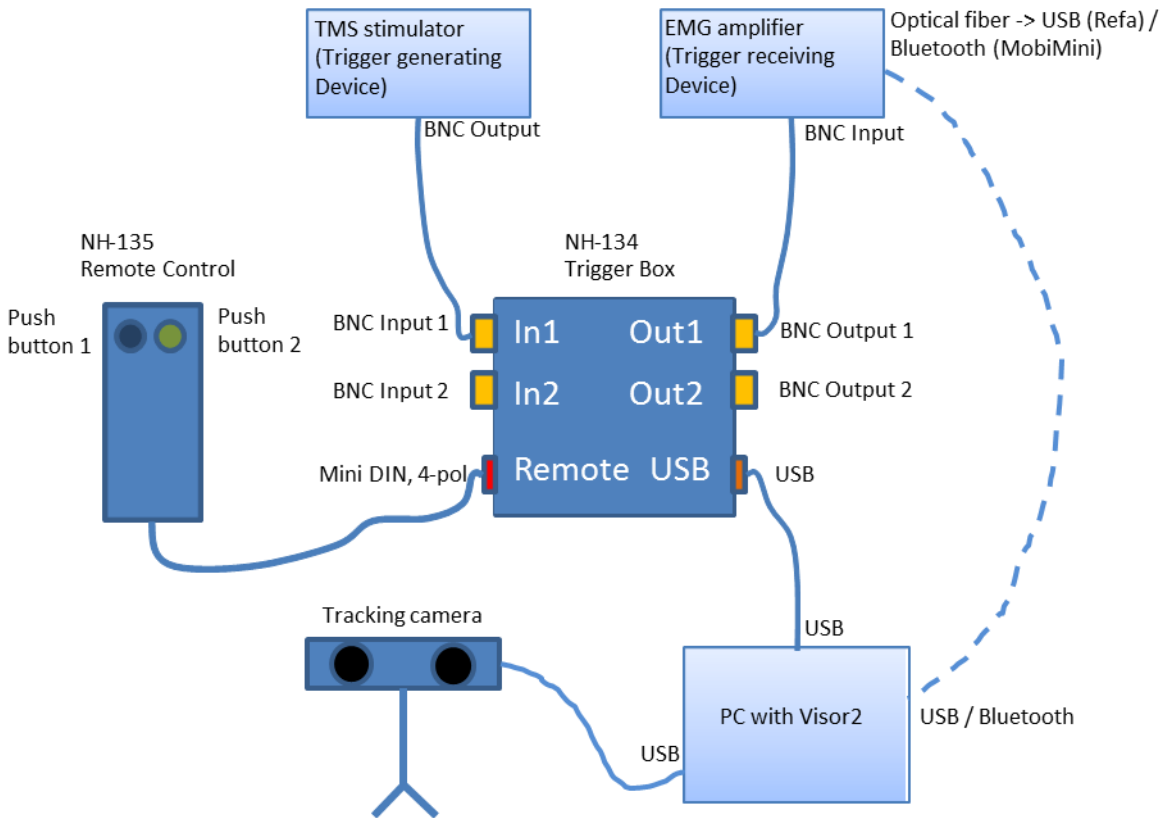 TMS stimulator
(Trigger generating
Device)
EMG amplifier
(Trigger receiving
Device)
Optical fiber -> USB (Refa) /
Bluetooth (MobiMini)
BNC Output
BNC Input
NH-135
Remote Control
NH-134
Trigger Box
Push
button 1
Push
button 2
BNC Input 1
In1
Out1
BNC Output 1
BNC Input 2
In2
Out2
BNC Output 2
Mini DIN, 4-pol
Remote
USB
USB
Tracking camera
USB
PC with Visor2
USB / Bluetooth
USB